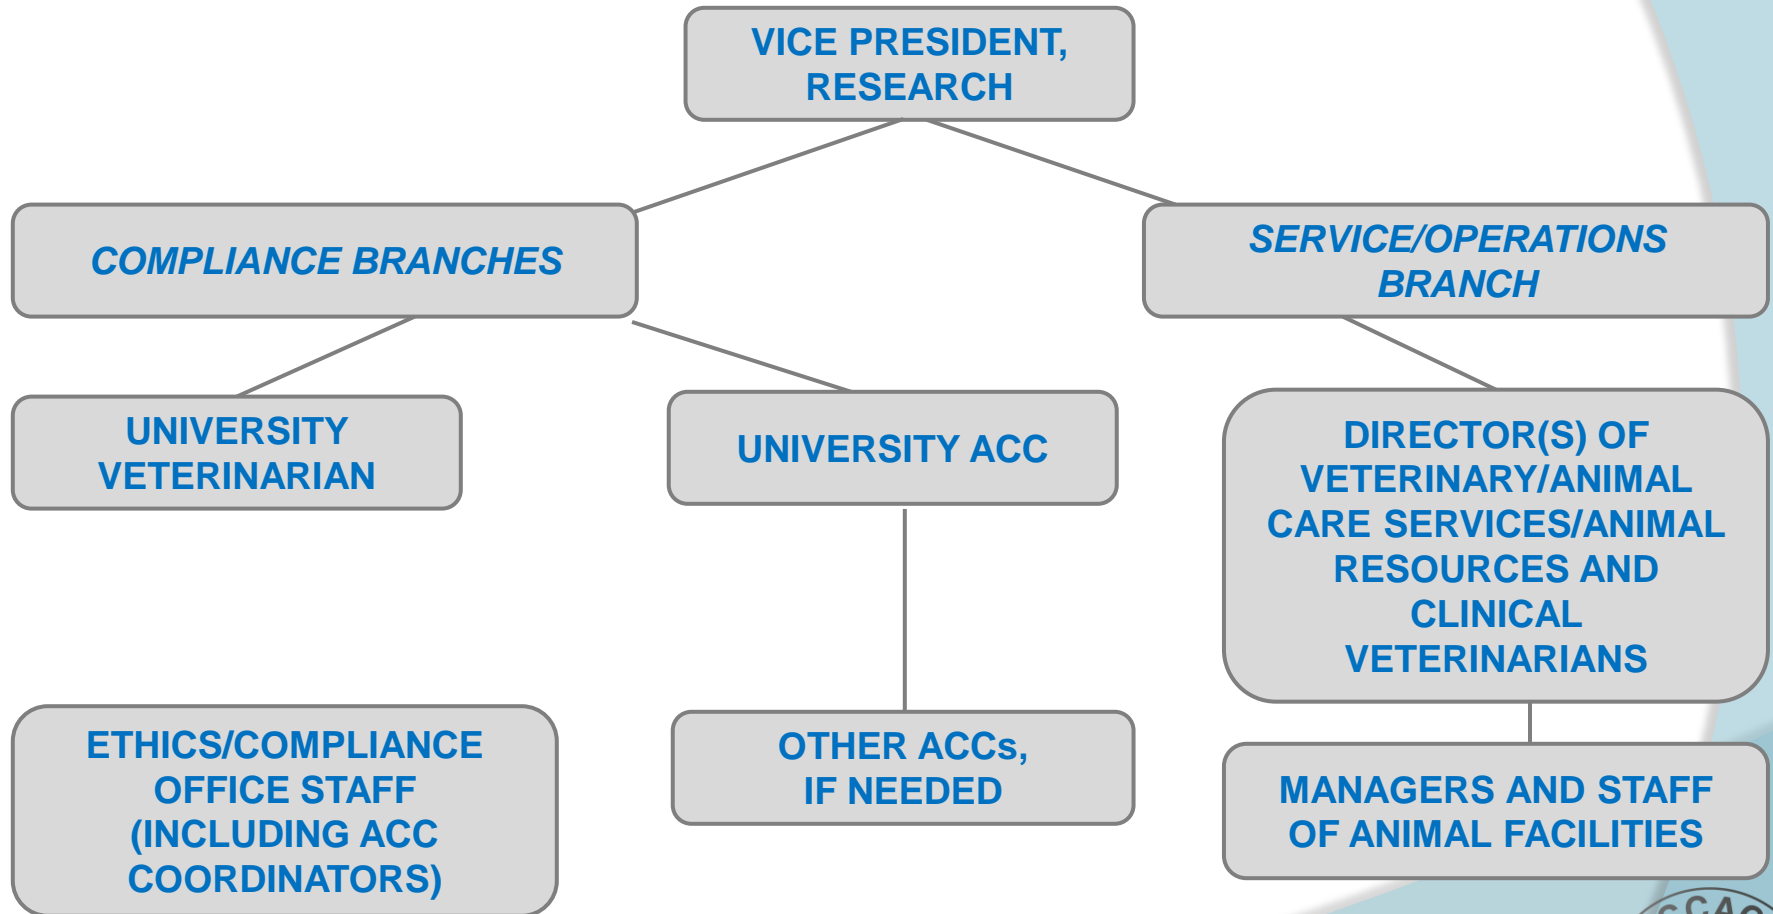 VICE PRESIDENT,
RESEARCH
COMPLIANCE BRANCHES
SERVICE/OPERATIONS
BRANCH
UNIVERSITY
VETERINARIAN
UNIVERSITY ACC
DIRECTOR(S) OF
VETERINARY/ANIMAL
CARE SERVICES/ANIMAL
RESOURCES AND
CLINICAL
VETERINARIANS
ETHICS/COMPLIANCE
OFFICE STAFF
(INCLUDING ACC
COORDINATORS)
OTHER ACCs,
IF NEEDED
MANAGERS AND STAFF
OF ANIMAL FACILITIES